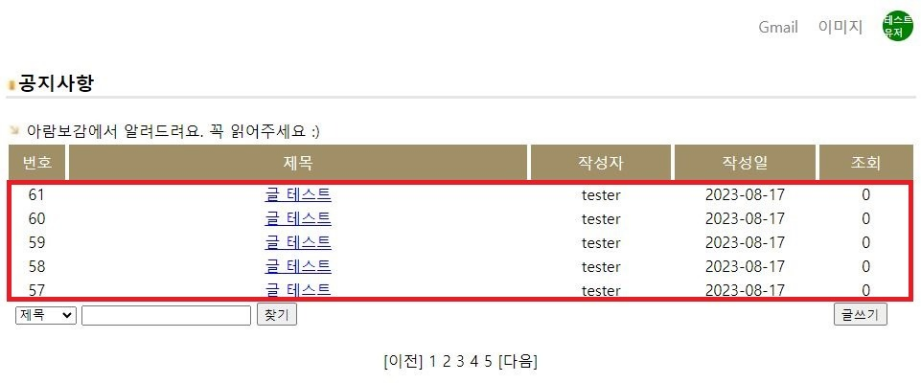 Gmail 이미지 테스트
유저
공지사항
아람보감에서 알려드려요. 꼭 읽어주세요 :)
번호 제목 작성자 작성일 조회
61 글 테스트 tester 2023-08-17 0
60 글 테스트 tester 2023-08-17 0
59 글 테스트 tester 2023-08-17 0
58 글 테스트 tester 2023-08-17 0
57 글 테스트 tester 2023-08-17 0
제목 찾기 글쓰기
[이전] 1 2 3 4 5 [다음]